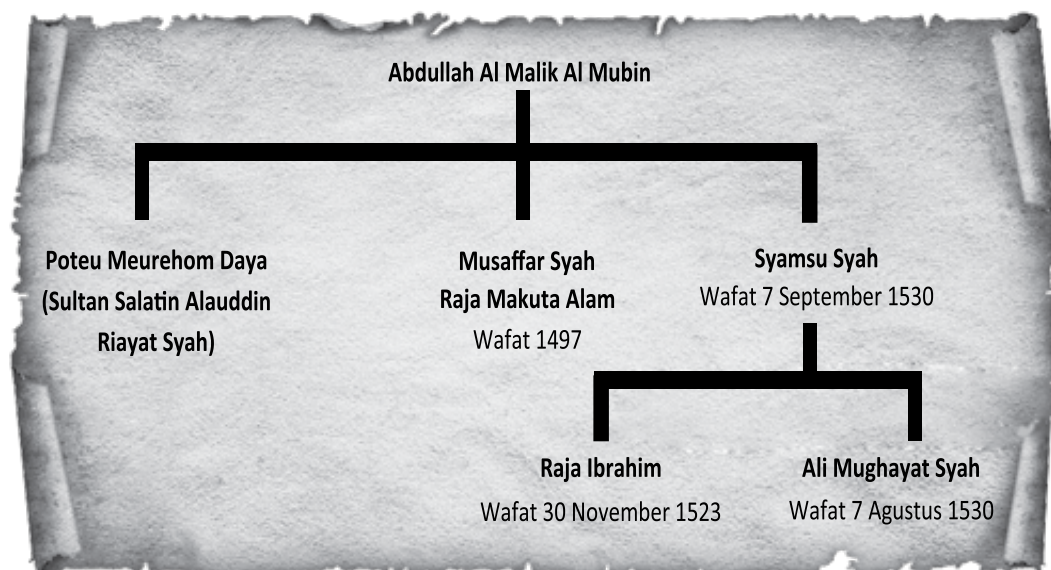 Abdullah Al Malik Al Mubin
Poteu Meurehom Daya
(Sultan Salatin Alauddin
Riayat Syah)
Musaffar Syah
Raja Makuta Alam
Wafat 1497
Syamsu Syah
Wafat 7 September 1530
Raja Ibrahim
Wafat 30 November 1523
Ali Mughayat Syah
Wafat 7 Agustus 1530